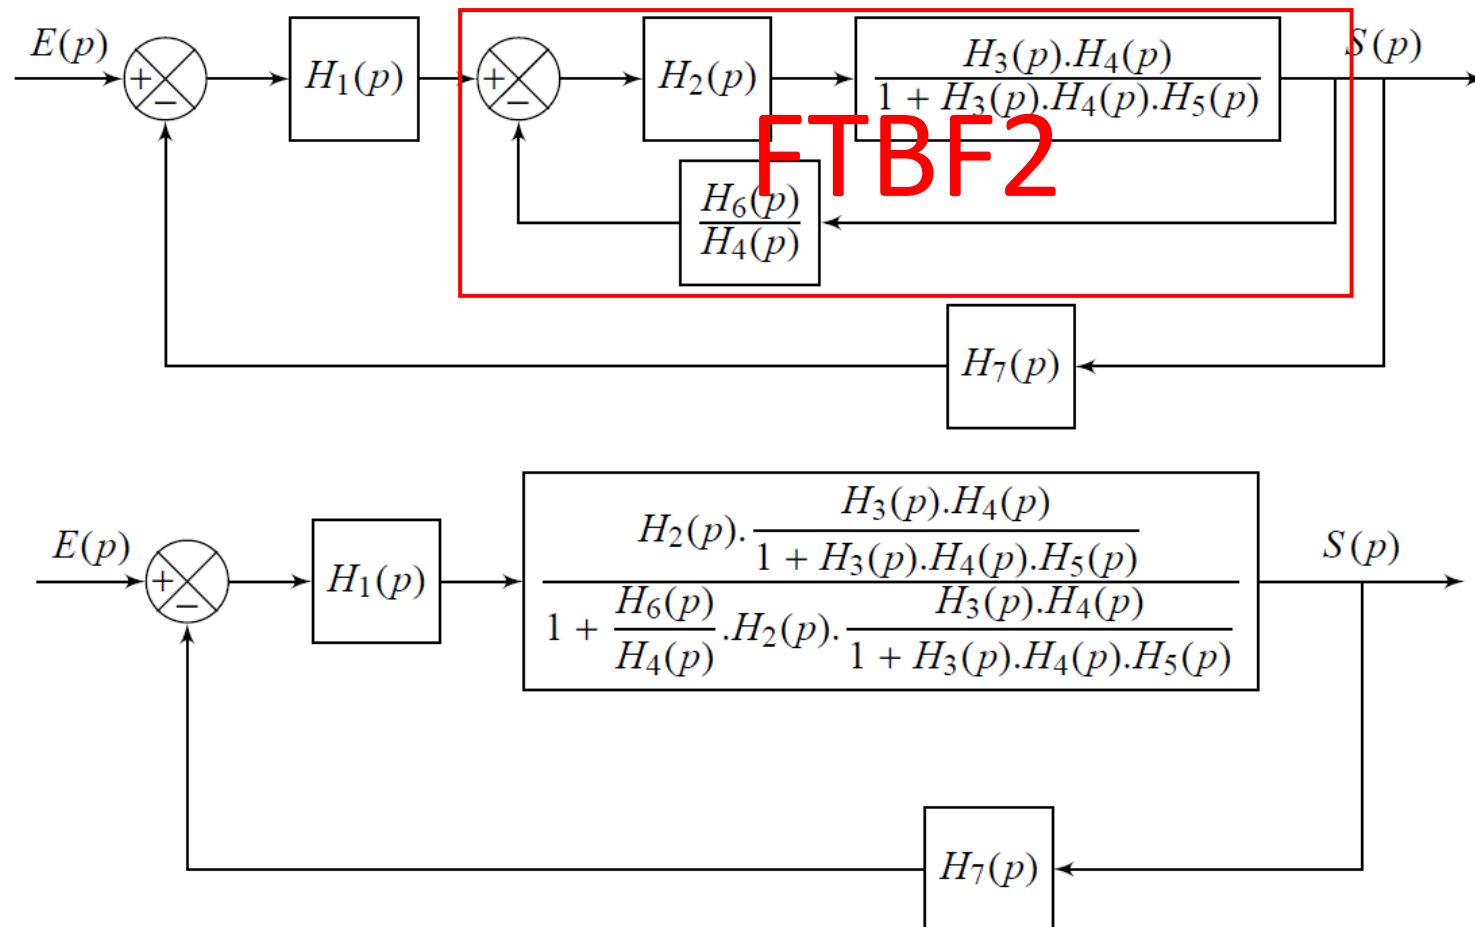 E(p)
+
−
H₁(p)
+
−
H₂(p)
H₃(p).H₄(p)
1 + H₃(p).H₄(p).H₅(p)
S(p)
FTBF2
H₆(p)
H₄(p)
H₇(p)
E(p)
+
−
H₁(p)
H₂(p). H₃(p).H₄(p)
1 + H₃(p).H₄(p).H₅(p)
1 + H₆(p)
H₄(p) .H₂(p). H₃(p).H₄(p)
1 + H₃(p).H₄(p).H₅(p)
S(p)
H₇(p)